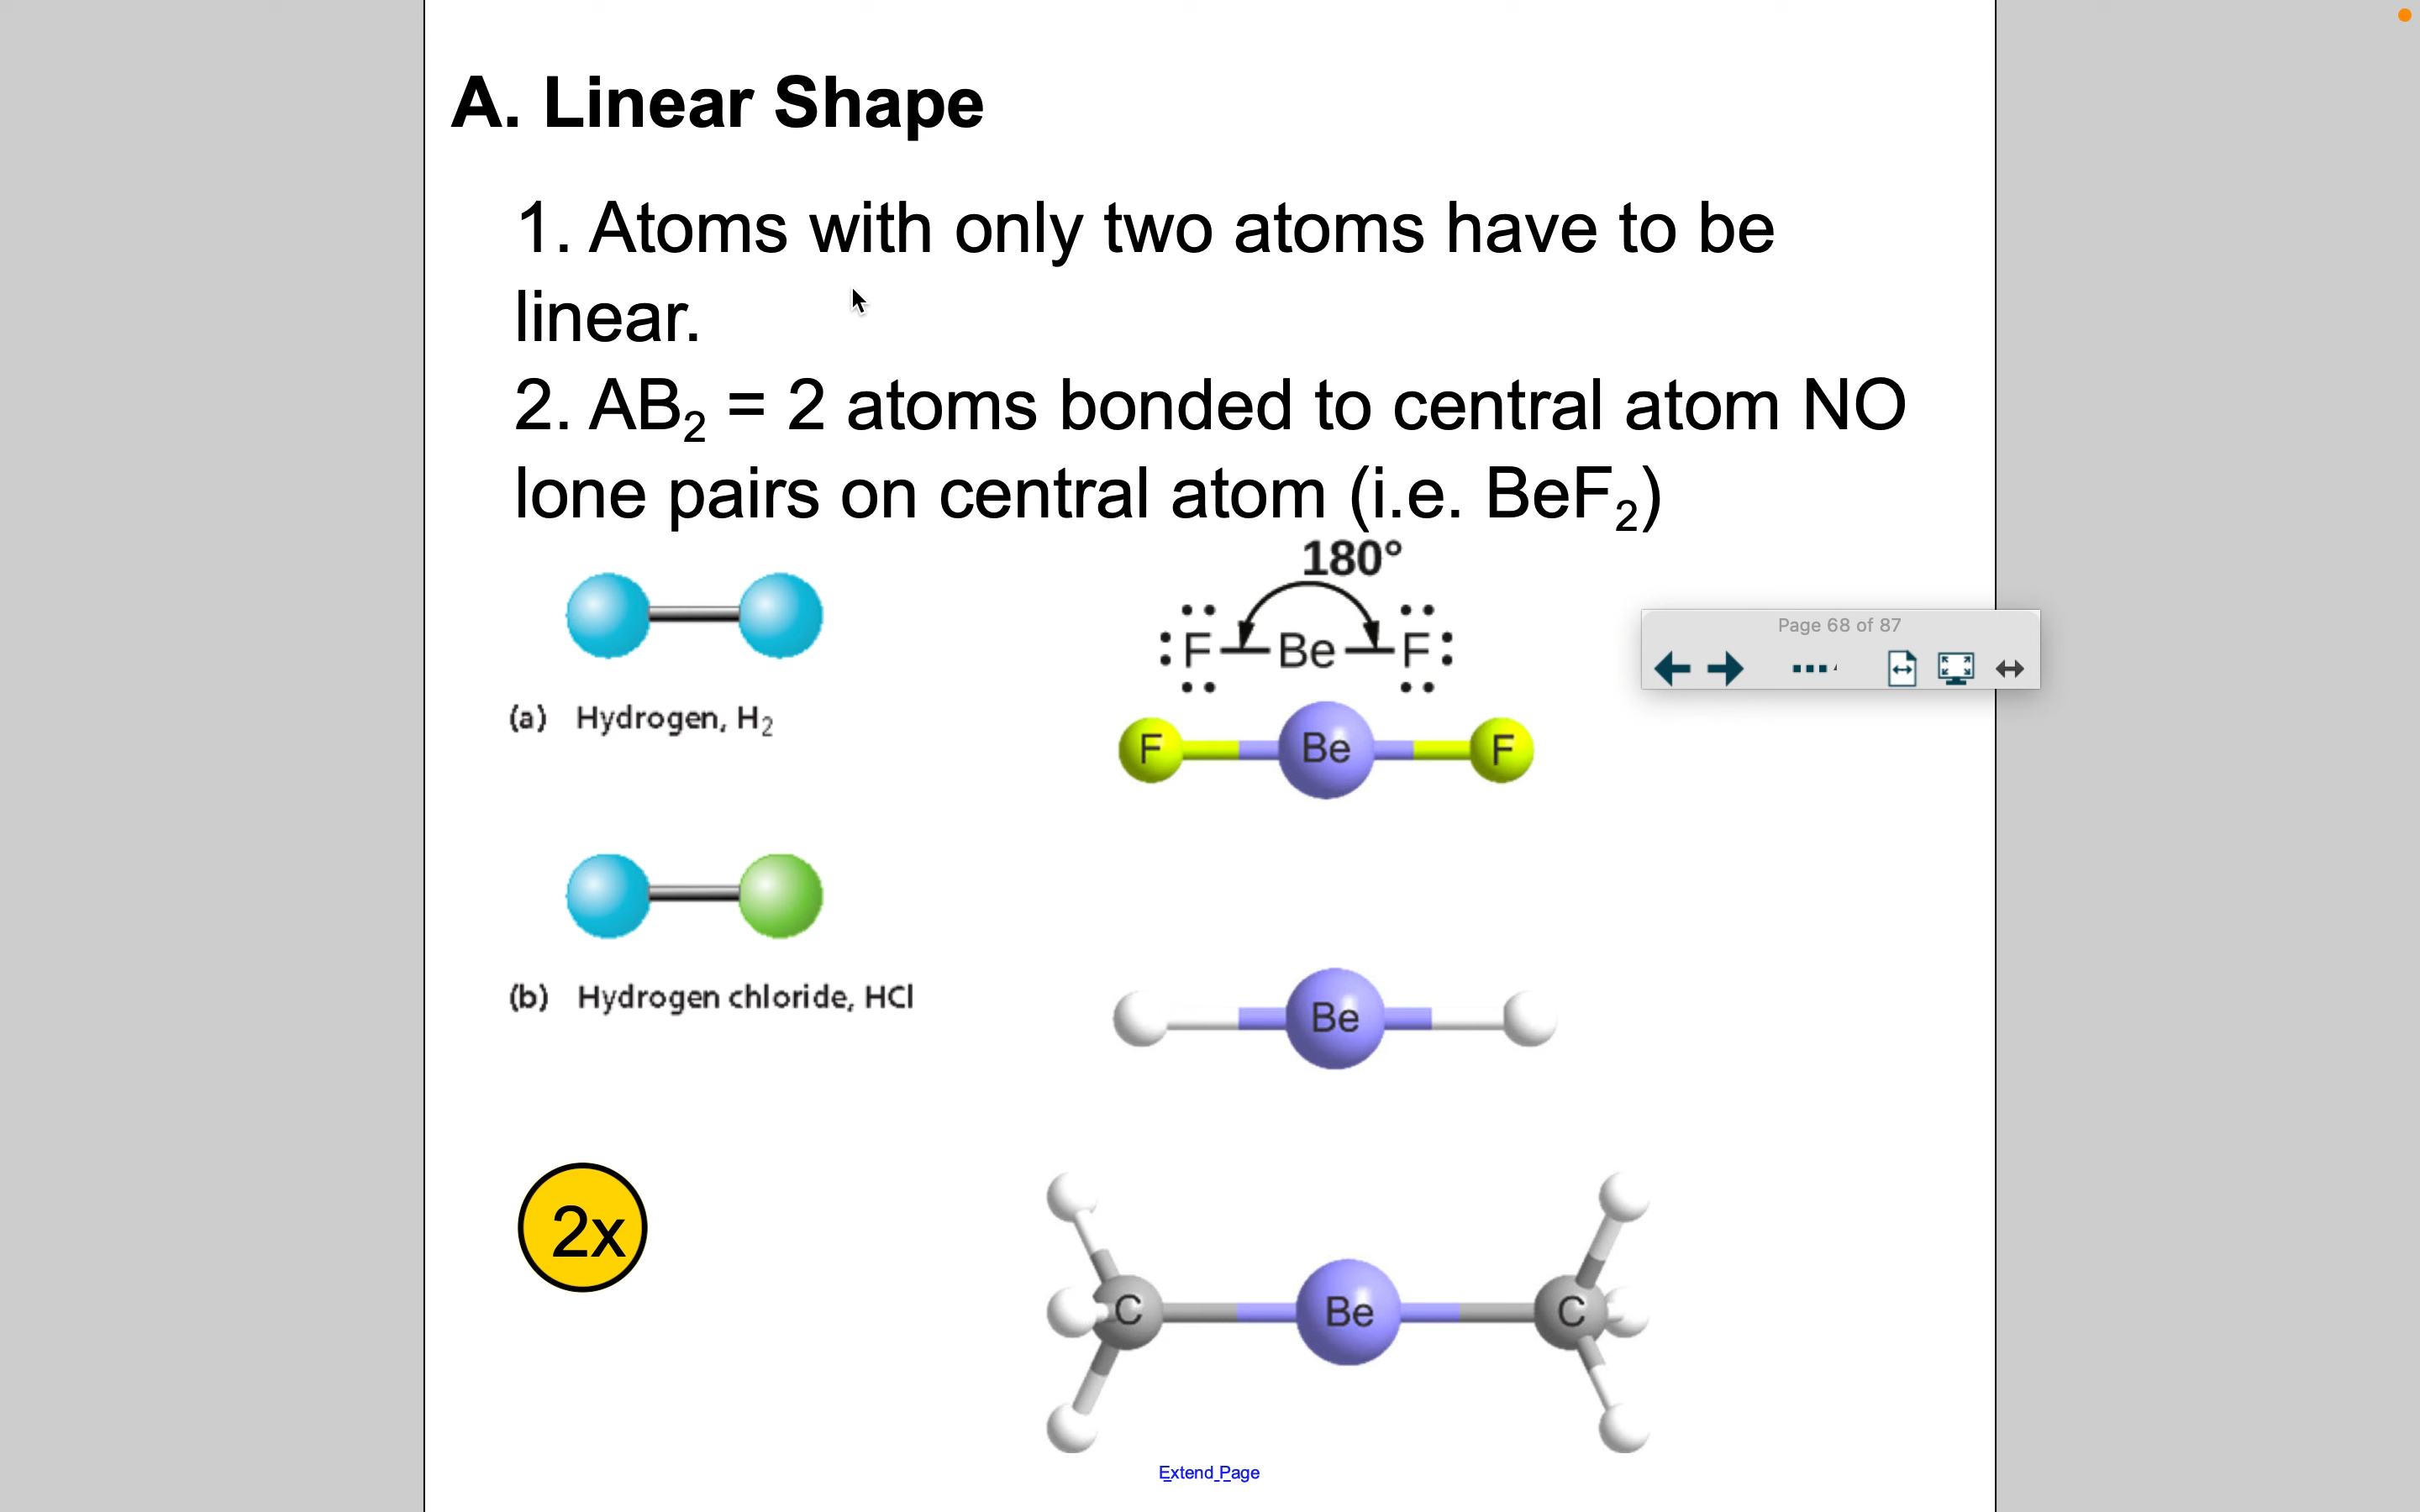 A. Linear Shape
1. Atoms with only two atoms have to be
linear.
2. AB₂ = 2 atoms bonded to central atom NO
lone pairs on central atom (i.e. BeF₂)
180°
:F–Be–F:
(a) Hydrogen, H₂
F Be F
Page 68 of 87
(b) Hydrogen chloride, HCl
Be
2x
C Be C
Extend Page